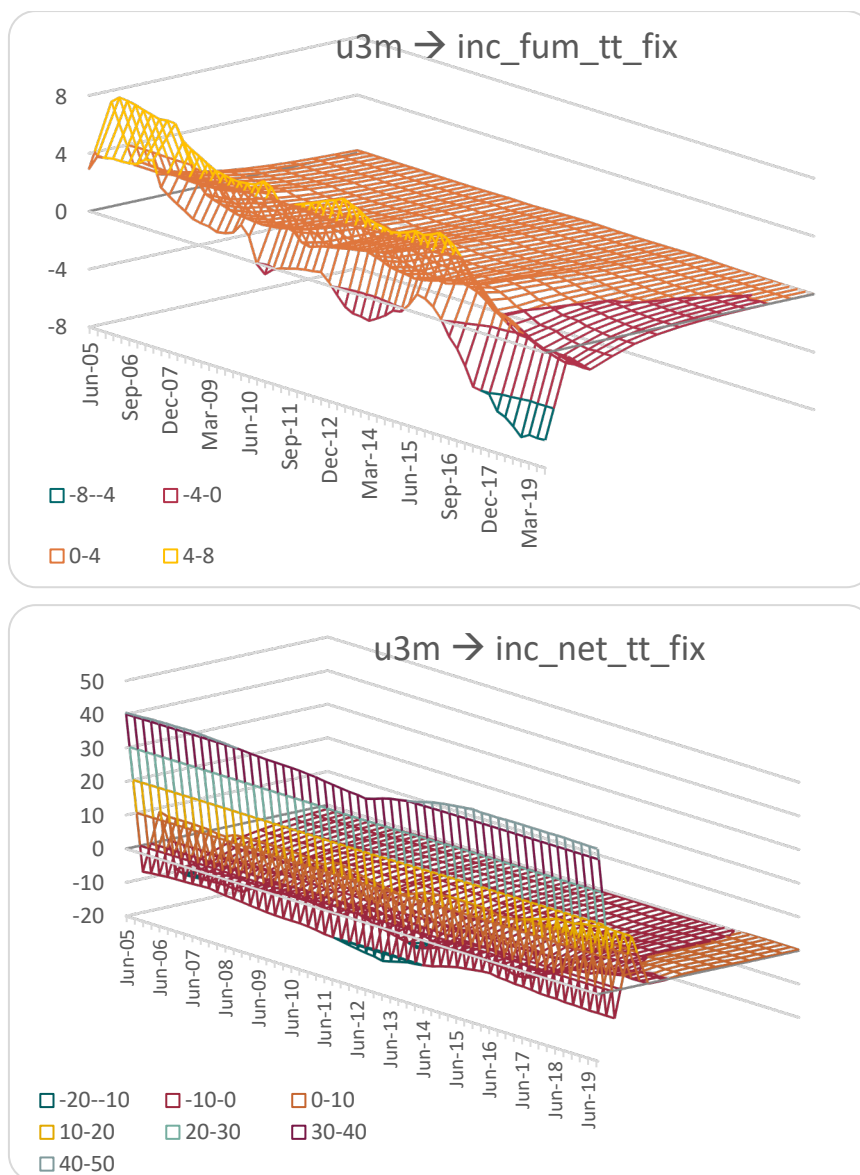 u3m → inc_fum_tt_fix
8
4
0
-4
-8
Jun-05
Sep-06
Dec-07
Mar-09
Jun-10
Sep-11
Dec-12
Mar-14
Jun-15
Sep-16
Dec-17
Mar-19
-8--4 -4-0
0-4 4-8
u3m → inc_net_tt_fix
50
40
30
20
10
0
-10
-20
Jun-05
Jun-06
Jun-07
Jun-08
Jun-09
Jun-10
Jun-11
Jun-12
Jun-13
Jun-14
Jun-15
Jun-16
Jun-17
Jun-18
Jun-19
-20--10 -10-0 0-10
10-20 20-30 30-40
40-50